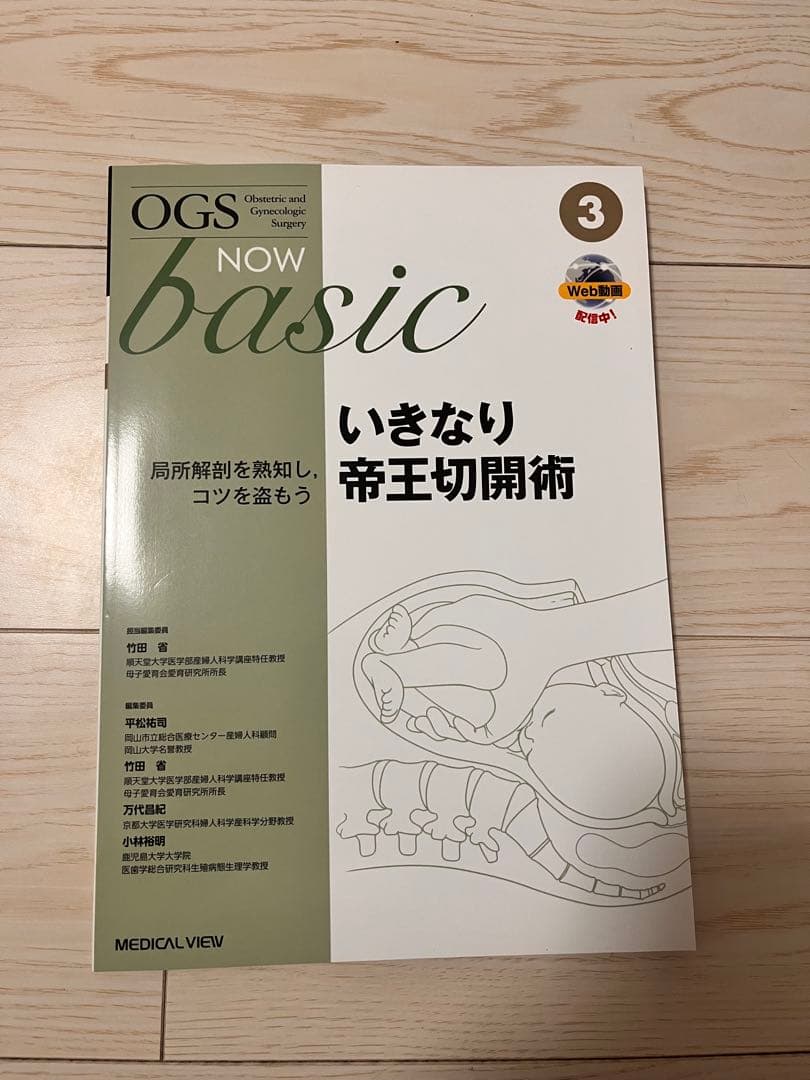 OGS
Obstetric and
Gynecologic
Surgery
NOW
basic
3
Web動画
配信中!
いきなり
帝王切開術
局所解剖を熟知し,
コツを盗もう
担当編集委員
竹田 省
順天堂大学医学部産婦人科学講座特任教授
母子愛育会愛育研究所所長
編集委員
平松祐司
岡山市立総合医療センター産婦人科顧問
岡山大学名誉教授
竹田 省
順天堂大学医学部産婦人科学講座特任教授
母子愛育会愛育研究所所長
万代昌紀
京都大学医学研究科婦人科学産科学分野教授
小林裕明
鹿児島大学大学院
医歯学総合研究科生殖病態生理学教授
MEDICAL VIEW